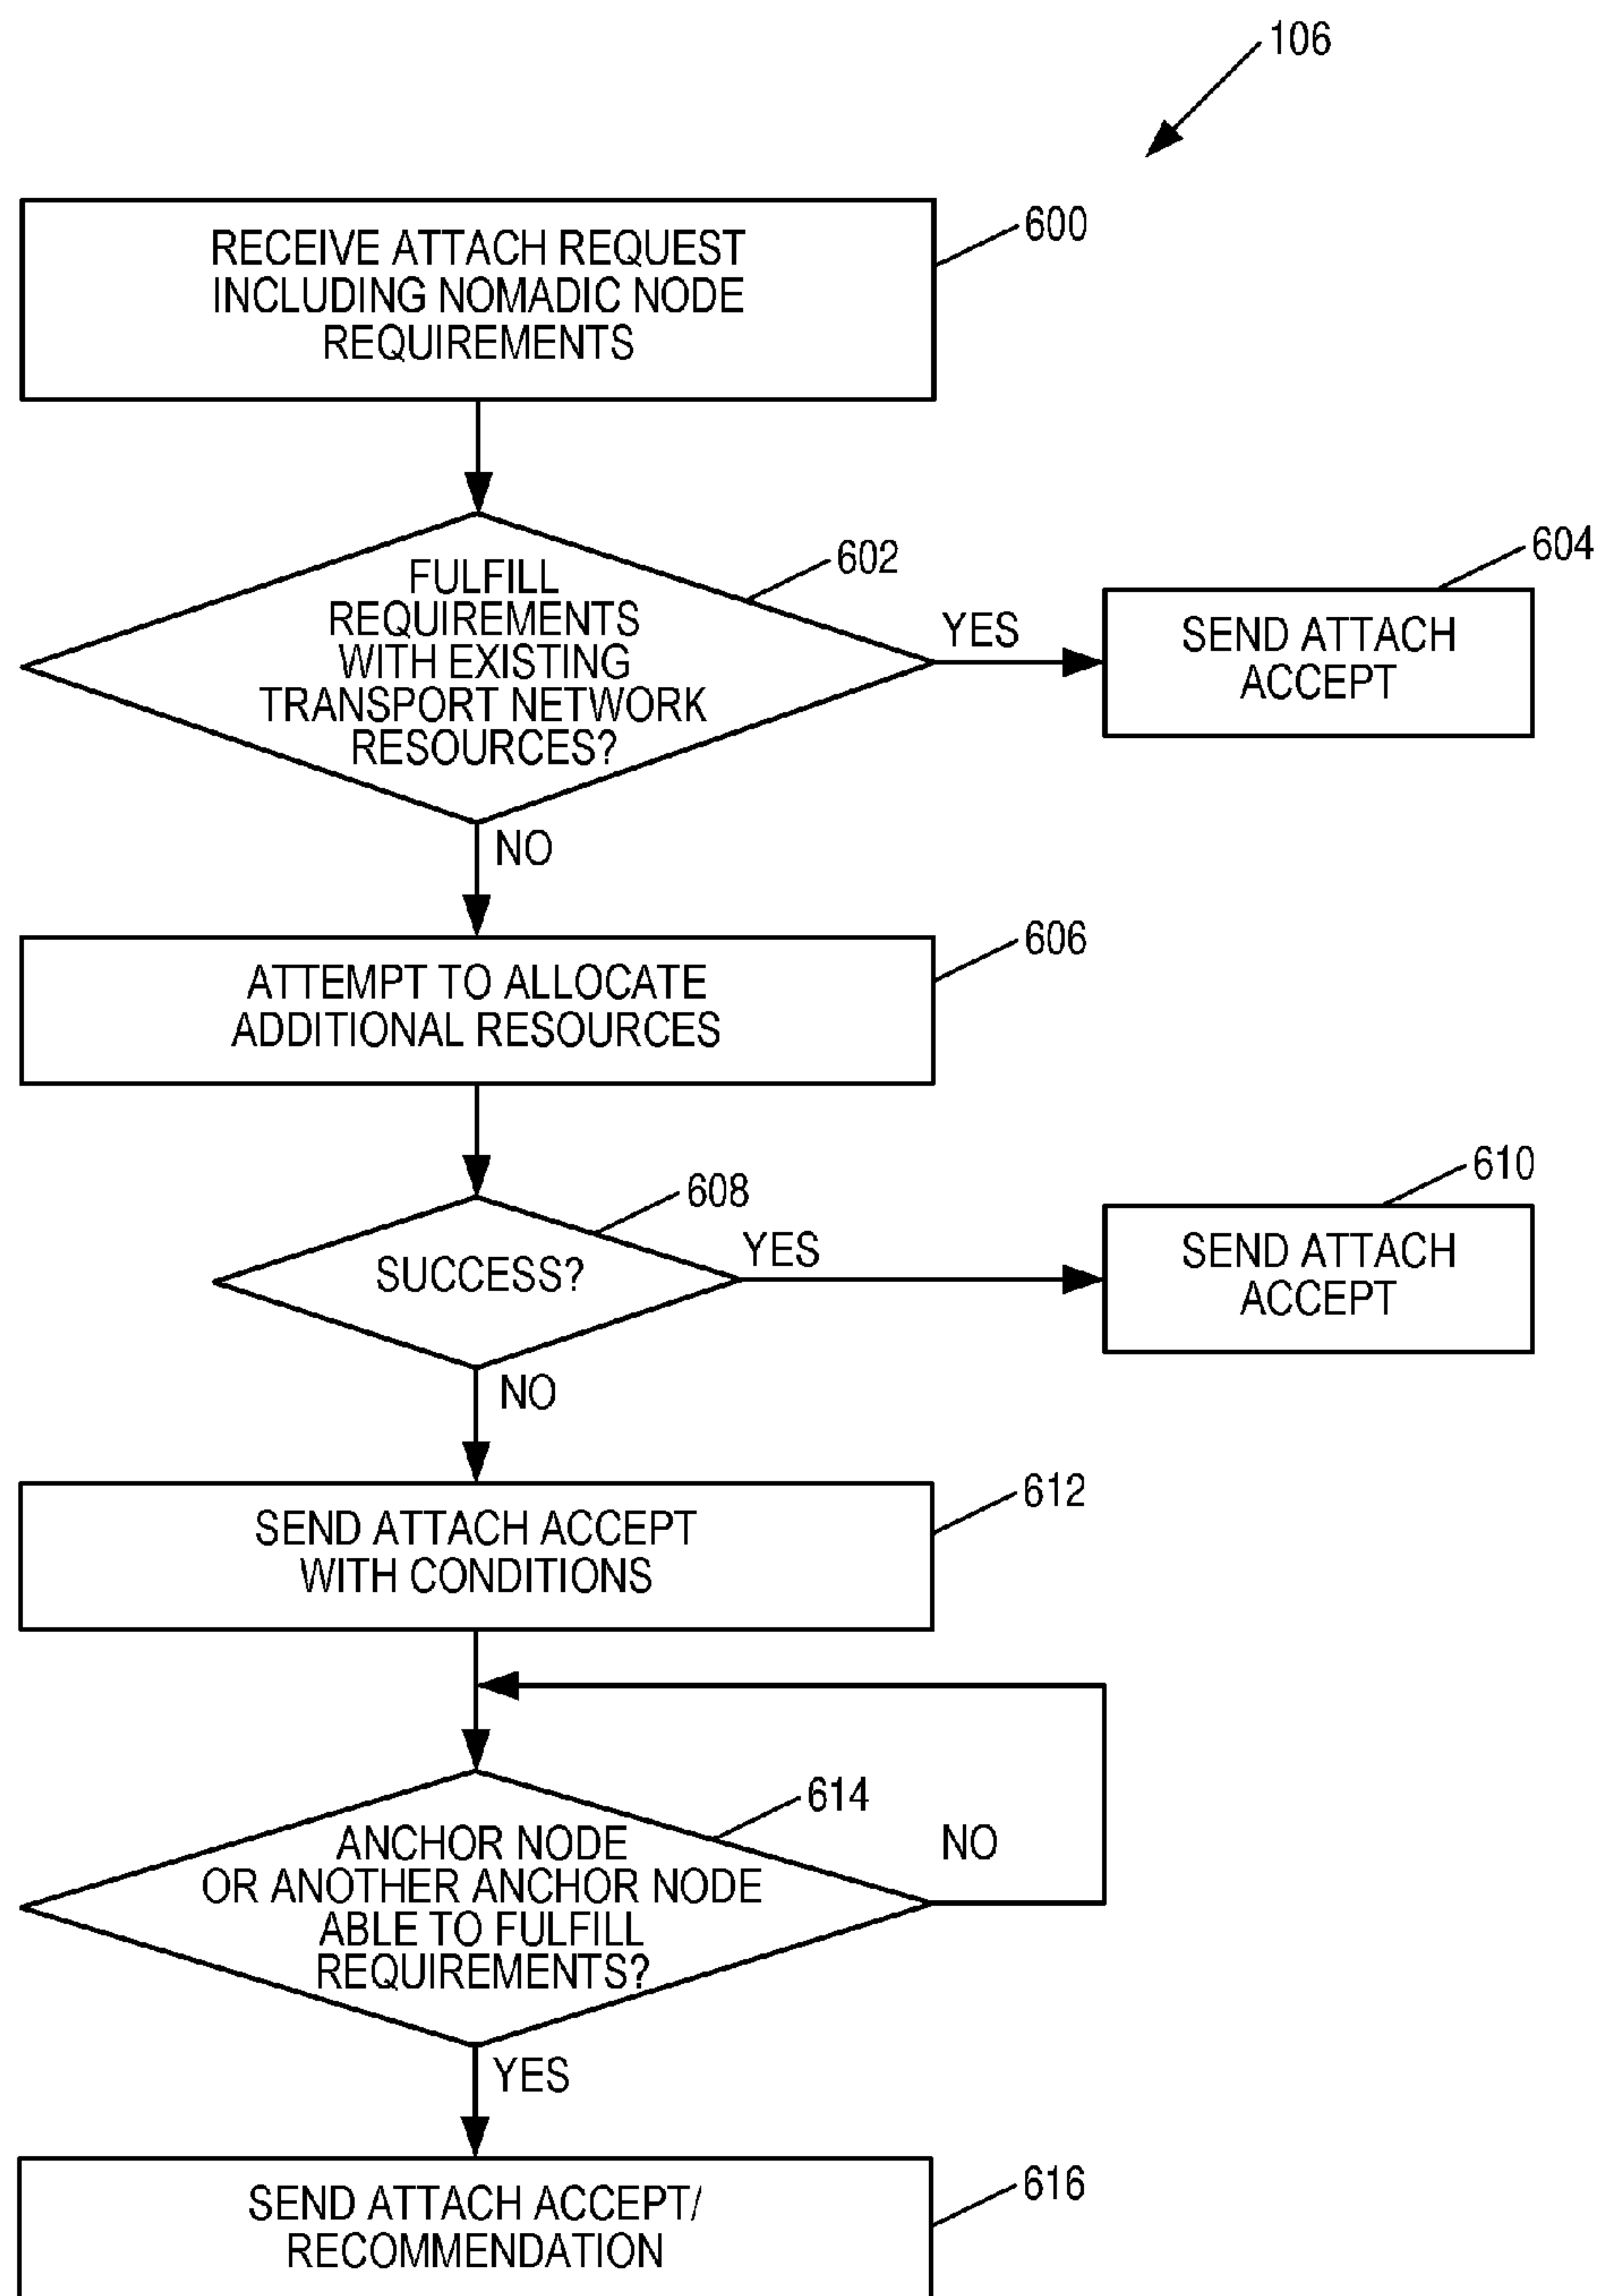 106
RECEIVE ATTACH REQUEST
INCLUDING NOMADIC NODE
REQUIREMENTS
600
FULFILL
REQUIREMENTS
WITH EXISTING
TRANSPORT NETWORK
RESOURCES?
602
YES
SEND ATTACH
ACCEPT
604
NO
ATTEMPT TO ALLOCATE
ADDITIONAL RESOURCES
606
SUCCESS?
608
YES
SEND ATTACH
ACCEPT
610
NO
SEND ATTACH ACCEPT
WITH CONDITIONS
612
ANCHOR NODE
OR ANOTHER ANCHOR NODE
ABLE TO FULFILL
REQUIREMENTS?
614
NO
YES
SEND ATTACH ACCEPT/
RECOMMENDATION
616